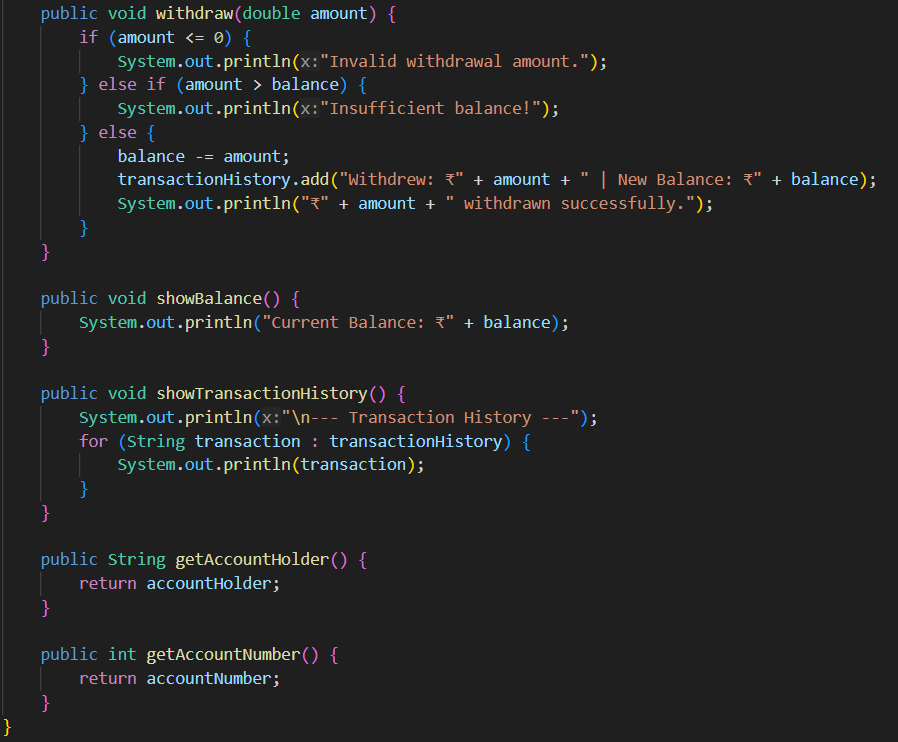 public void withdraw(double amount) {
if (amount <= 0) {
System.out.println(x:"Invalid withdrawal amount.");
} else if (amount > balance) {
System.out.println(x:"Insufficient balance!");
} else {
balance -= amount;
transactionHistory.add("Withdrew: ₹" + amount + " | New Balance: ₹" + balance);
System.out.println("₹" + amount + " withdrawn successfully.");
}
}
public void showBalance() {
System.out.println("Current Balance: ₹" + balance);
}
public void showTransactionHistory() {
System.out.println(x:"\n--- Transaction History ---");
for (String transaction : transactionHistory) {
System.out.println(transaction);
}
}
public String getAccountHolder() {
return accountHolder;
}
public int getAccountNumber() {
return accountNumber;
}
}